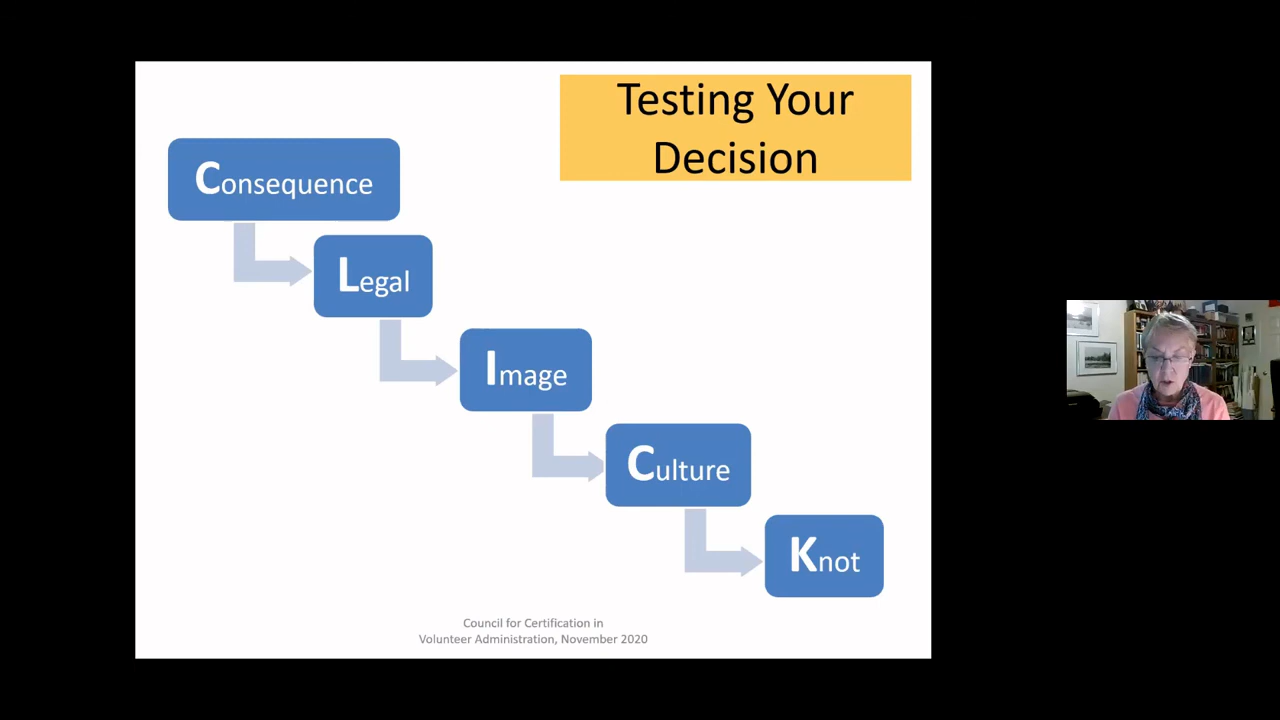 Testing Your
Decision
Consequence
Legal
Image
Culture
Knot
Council for Certification in
Volunteer Administration, November 2020